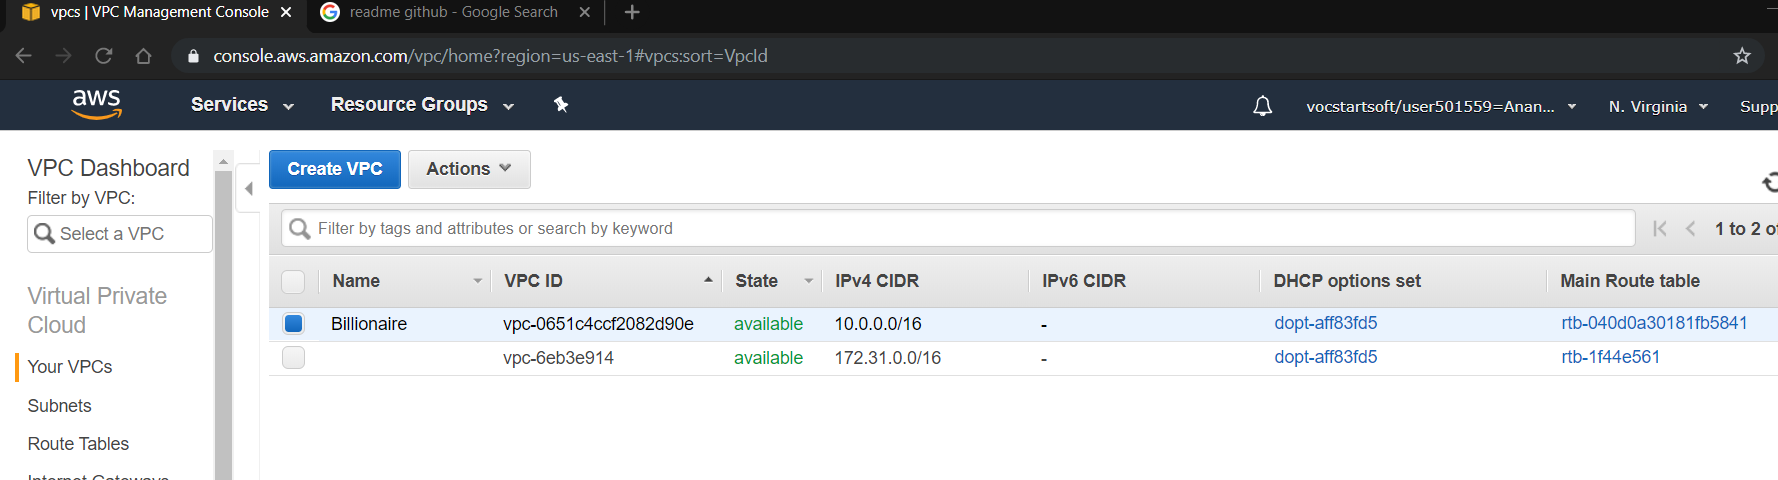 vpcs | VPC Management Console
readme github - Google Search
console.aws.amazon.com/vpc/home?region=us-east-1#vpcs:sort=VpcId
aws Services Resource Groups vocstartsoft/user501559=Anan... N. Virginia
VPC Dashboard
Filter by VPC:
Select a VPC
Virtual Private
Cloud
Your VPCs
Subnets
Route Tables
Create VPC Actions
Filter by tags and attributes or search by keyword
1 to 2
Name VPC ID State IPv4 CIDR IPv6 CIDR DHCP options set Main Route table
Billionaire vpc-0651c4ccf2082d90e available 10.0.0.0/16 - dopt-aff83fd5 rtb-040d0a30181fb5841
vpc-6eb3e914 available 172.31.0.0/16 - dopt-aff83fd5 rtb-1f44e561